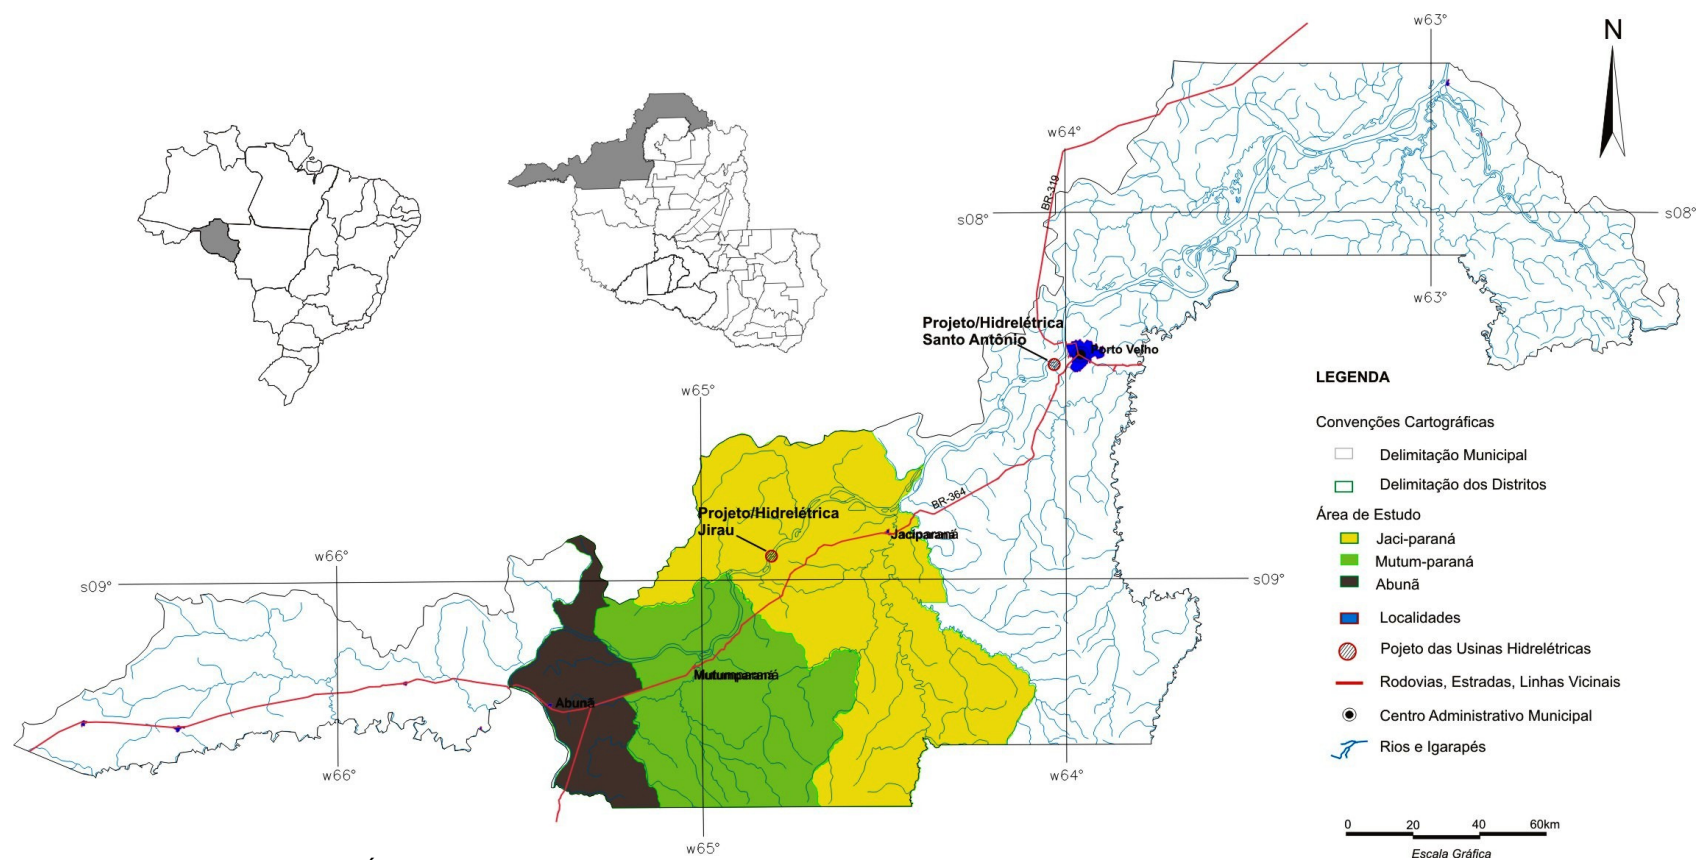 w63°
N
w64°
BR-319
s08°
s08°
w63°
Projeto/Hidrelétrica
Santo Antônio
Porto Velho
w65°
LEGENDA
Convenções Cartográficas
Delimitação Municipal
Delimitação dos Distritos
Área de Estudo
Jaci-paraná
Mutum-paraná
Abunã
Localidades
Pojeto das Usinas Hidrelétricas
Rodovias, Estradas, Linhas Vicinais
Centro Administrativo Municipal
Rios e Igarapés
BR-364
Projeto/Hidrelétrica
Jirau
Jaciparaná
w66°
s09°
s09°
Mutumparaná
Abunã
w66°
w64°
w65°
0 20 40 60km
Escala Gráfica